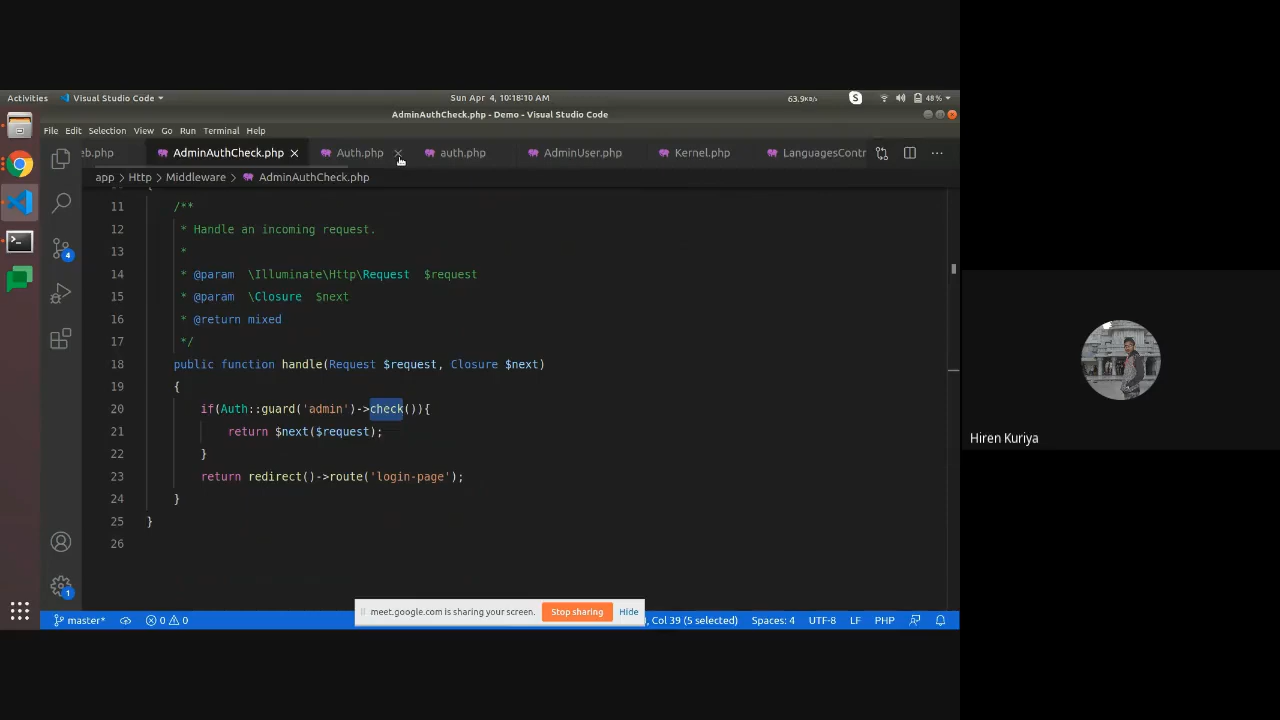 Activities Visual Studio Code Sun Apr 4, 10:18:10 AM 63.9KB/s 48%
AdminAuthCheck.php - Demo - Visual Studio Code
File Edit Selection View Go Run Terminal Help
eb.php AdminAuthCheck.php Auth.php auth.php AdminUser.php Kernel.php LanguagesContr
app > Http > Middleware > AdminAuthCheck.php
11 /**
12 * Handle an incoming request.
13 *
14 * @param \Illuminate\Http\Request $request
15 * @param \Closure $next
16 * @return mixed
17 */
18 public function handle(Request $request, Closure $next)
19 {
20 if(Auth::guard('admin')->check()){
21 return $next($request);
22 }
23 return redirect()->route('login-page');
24 }
25 }
26
4
1
Hiren Kuriya
meet.google.com is sharing your screen. Stop sharing Hide
master* 0 0 Col 39 (5 selected) Spaces: 4 UTF-8 LF PHP